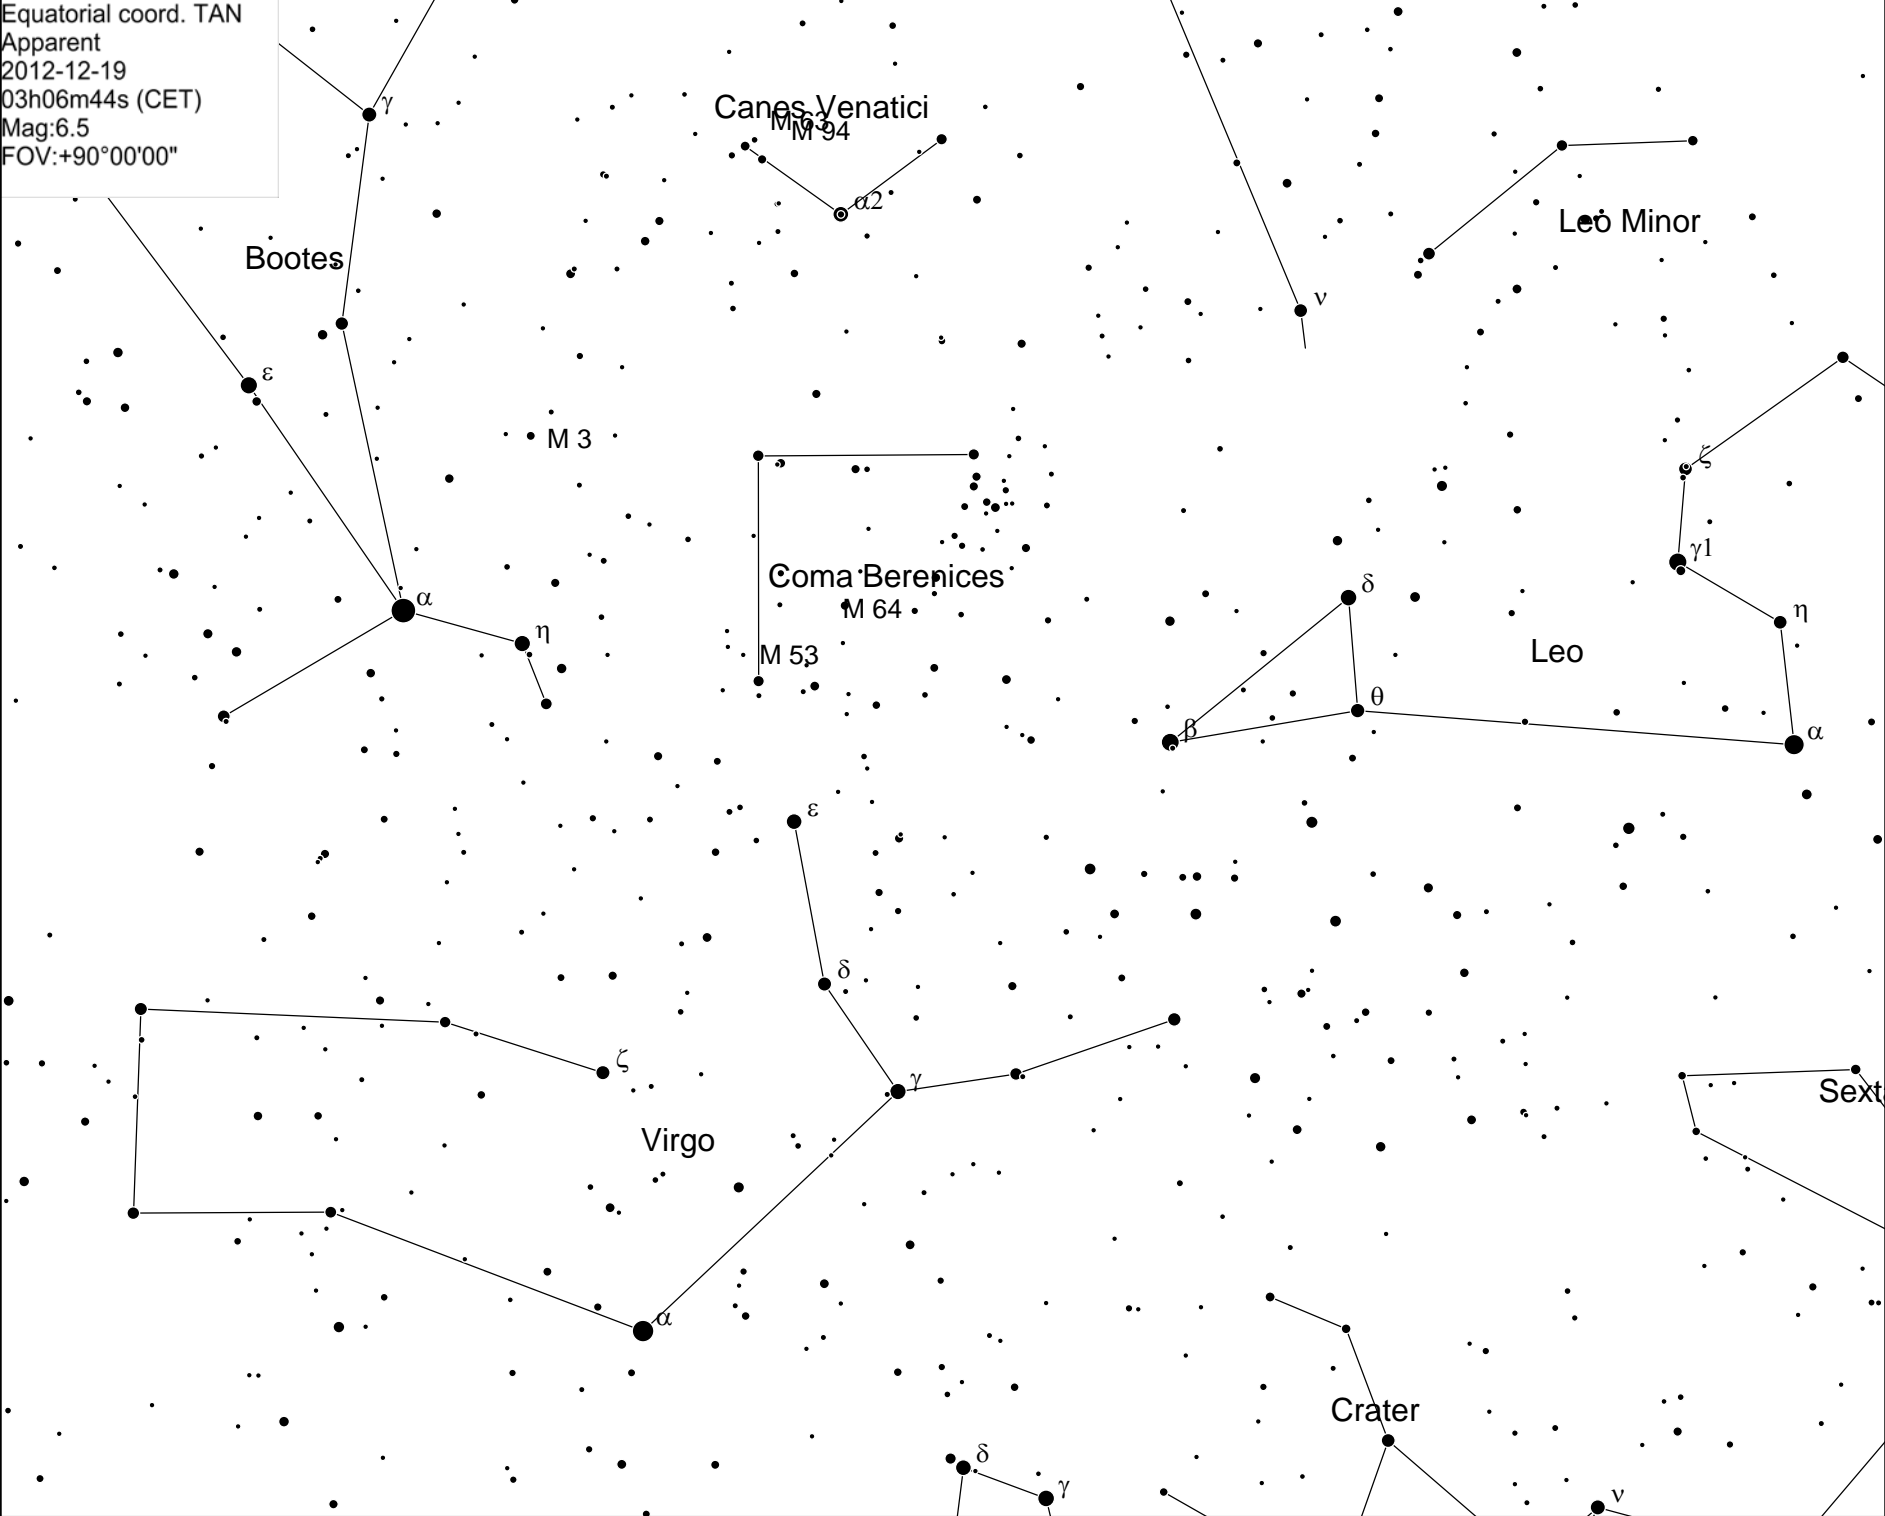 Equatorial coord. TAN
Apparent
2012-12-19
03h06m44s (CET)
Mag:6.5
FOV:+90°00'00"
γ
Canes Venatici
M 63
M 94
α2
Leo Minor
Bootes
ν
ε
M 3
ζ
γ1
Coma Berenices
δ
α
M 64
η
η
M 53
Leo
θ
β
α
ε
δ
ζ
γ
Sext
Virgo
α
Crater
δ
γ
ν